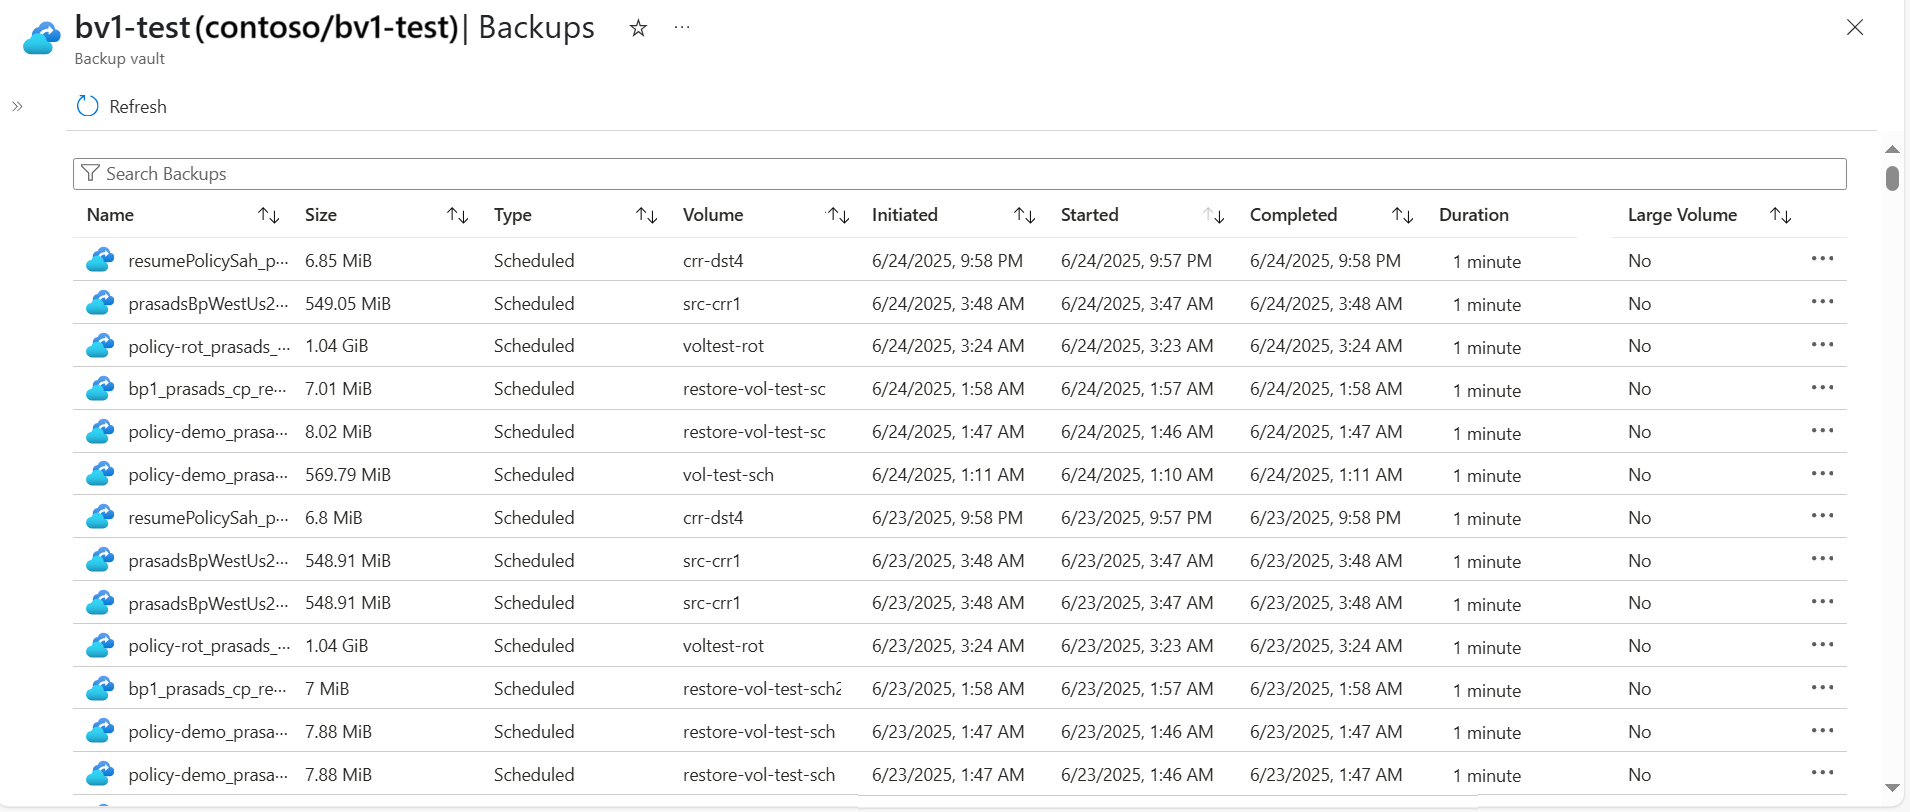 bv1-test (contoso/bv1-test) | Backups
Backup vault
Refresh
Search Backups
Name Size Type Volume Initiated Started Completed Duration Large Volume
resumePolicySah_p··· 6.85 MiB Scheduled crr-dst4 6/24/2025, 9:58 PM 6/24/2025, 9:57 PM 6/24/2025, 9:58 PM 1 minute No
prasadsBpWestUs2··· 549.05 MiB Scheduled src-crr1 6/24/2025, 3:48 AM 6/24/2025, 3:47 AM 6/24/2025, 3:48 AM 1 minute No
policy-rot_prasads_··· 1.04 GiB Scheduled voltest-rot 6/24/2025, 3:24 AM 6/24/2025, 3:23 AM 6/24/2025, 3:24 AM 1 minute No
bp1_prasads_cp_re··· 7.01 MiB Scheduled restore-vol-test-sc 6/24/2025, 1:58 AM 6/24/2025, 1:57 AM 6/24/2025, 1:58 AM 1 minute No
policy-demo_prasa··· 8.02 MiB Scheduled restore-vol-test-sc 6/24/2025, 1:47 AM 6/24/2025, 1:46 AM 6/24/2025, 1:47 AM 1 minute No
policy-demo_prasa··· 569.79 MiB Scheduled vol-test-sch 6/24/2025, 1:11 AM 6/24/2025, 1:10 AM 6/24/2025, 1:11 AM 1 minute No
resumePolicySah_p··· 6.8 MiB Scheduled crr-dst4 6/23/2025, 9:58 PM 6/23/2025, 9:57 PM 6/23/2025, 9:58 PM 1 minute No
prasadsBpWestUs2··· 548.91 MiB Scheduled src-crr1 6/23/2025, 3:48 AM 6/23/2025, 3:47 AM 6/23/2025, 3:48 AM 1 minute No
prasadsBpWestUs2··· 548.91 MiB Scheduled src-crr1 6/23/2025, 3:48 AM 6/23/2025, 3:47 AM 6/23/2025, 3:48 AM 1 minute No
policy-rot_prasads_··· 1.04 GiB Scheduled voltest-rot 6/23/2025, 3:24 AM 6/23/2025, 3:23 AM 6/23/2025, 3:24 AM 1 minute No
bp1_prasads_cp_re··· 7 MiB Scheduled restore-vol-test-sch2 6/23/2025, 1:58 AM 6/23/2025, 1:57 AM 6/23/2025, 1:58 AM 1 minute No
policy-demo_prasa··· 7.88 MiB Scheduled restore-vol-test-sch 6/23/2025, 1:47 AM 6/23/2025, 1:46 AM 6/23/2025, 1:47 AM 1 minute No
policy-demo_prasa··· 7.88 MiB Scheduled restore-vol-test-sch 6/23/2025, 1:47 AM 6/23/2025, 1:46 AM 6/23/2025, 1:47 AM 1 minute No